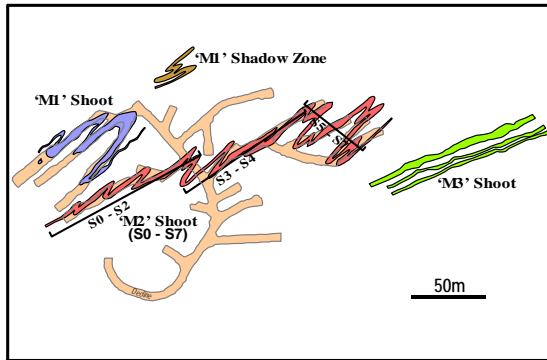 ‘M1’ Shadow Zone
‘M1’ Shoot
S3 - S4
S0 - S2
‘M2’ Shoot
(S0 - S7)
‘M3’ Shoot
Decline
50m